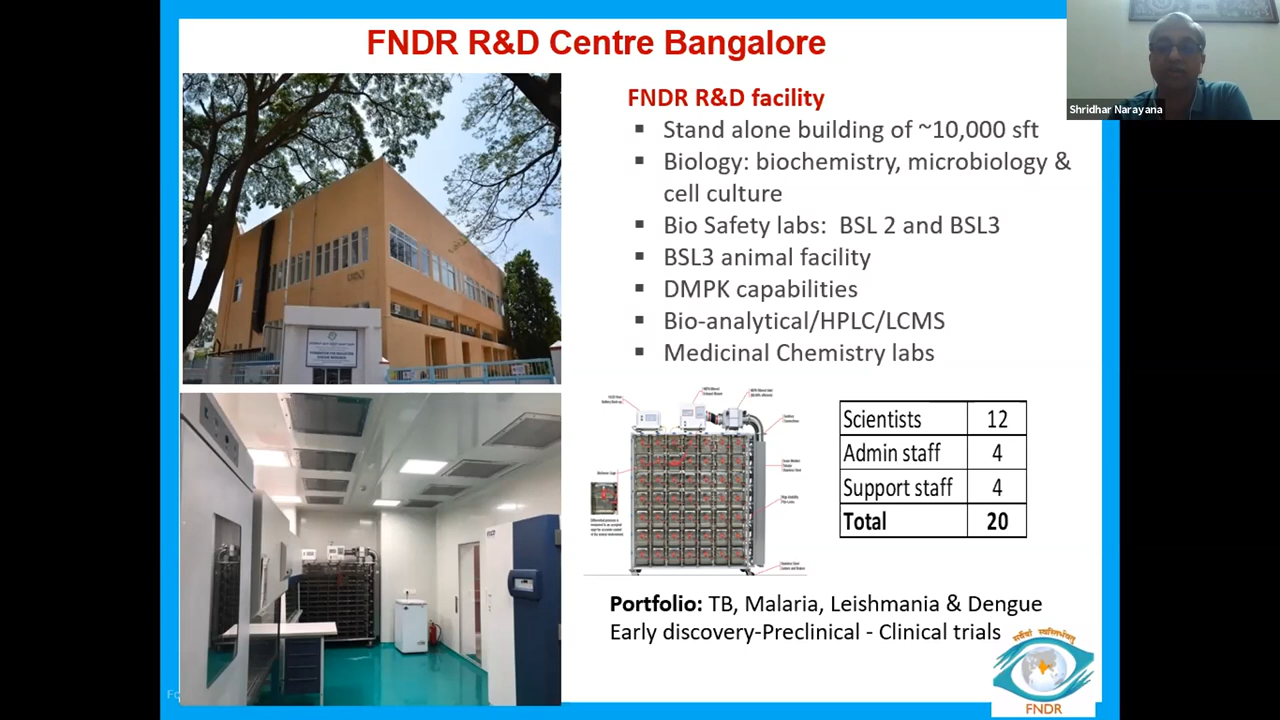 FNDR R&D Centre Bangalore
Shridhar Narayana
FNDR R&D facility
▪ Stand alone building of ~10,000 sft
▪ Biology: biochemistry, microbiology &
cell culture
▪ Bio Safety labs: BSL 2 and BSL3
▪ BSL3 animal facility
▪ DMPK capabilities
▪ Bio-analytical/HPLC/LCMS
▪ Medicinal Chemistry labs
Scientists 12
Admin staff 4
Support staff 4
Total 20
Portfolio: TB, Malaria, Leishmania & Dengue
Early discovery-Preclinical - Clinical trials
FNDR